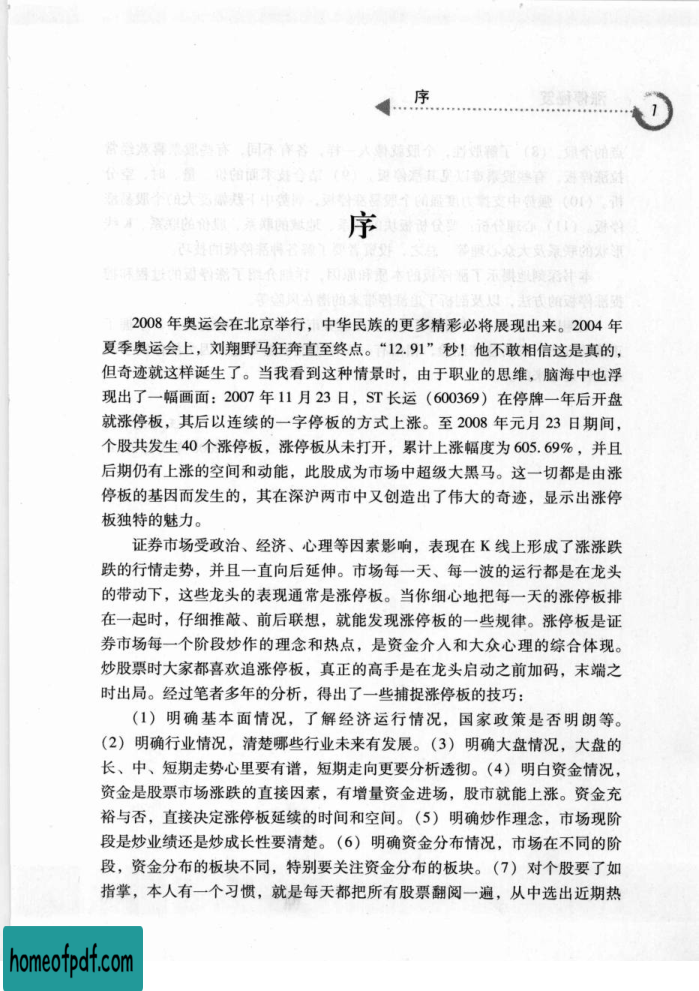 序
1
序
2008 年奥运会在北京举行，中华民族的更多精彩必将展现出来。2004 年
夏季奥运会上，刘翔野马狂奔直至终点。“12.91”秒！他不敢相信这是真的，
但奇迹就这样诞生了。当我看到这种情景时，由于职业的思维，脑海中也浮
现出了一幅画面：2007 年 11 月 23 日，ST 长运（600369）在停牌一年后开盘
就涨停板，其后以连续的一字停板的方式上涨。至 2008 年元月 23 日期间，
个股共发生 40 个涨停板，涨停板从未打开，累计上涨幅度为 605.69%，并且
后期仍有上涨的空间和动能，此股成为市场中超级大黑马。这一切都是由涨
停板的基因而发生的，其在深沪两市中又创造出了伟大的奇迹，显示出涨停
板独特的魅力。
证券市场受政治、经济、心理等因素影响，表现在 K 线上形成了涨涨跌
跌的行情走势，并且一直向后延伸。市场每一天、每一波的运行都是在龙头
的带动下，这些龙头的表现通常是涨停板。当你细心地把每一天的涨停板排
在一起时，仔细推敲、前后联想，就能发现涨停板的一些规律。涨停板是证
券市场每一个阶段炒作的理念和热点，是资金介入和大众心理的综合体现。
炒股票时大家都喜欢追涨停板，真正的高手是在龙头启动之前加码，末端之
时出局。经过笔者多年的分析，得出了一些捕捉涨停板的技巧：
（1）明确基本面情况，了解经济运行情况，国家政策是否明朗等。
（2）明确行业情况，清楚哪些行业未来有发展。（3）明确大盘情况，大盘的
长、中、短期走势心里要有谱，短期走向更要分析透彻。（4）明白资金情况，
资金是股票市场涨跌的直接因素，有增量资金进场，股市就能上涨。资金充
裕与否，直接决定涨停板延续的时间和空间。（5）明确炒作理念，市场现阶
段是炒业绩还是炒成长性要清楚。（6）明确资金分布情况，市场在不同的阶
段，资金分布的板块不同，特别要关注资金分布的板块。（7）对个股要了如
指掌，本人有一个习惯，就是每天都把所有股票翻阅一遍，从中选出近期热
homeofpdf.com